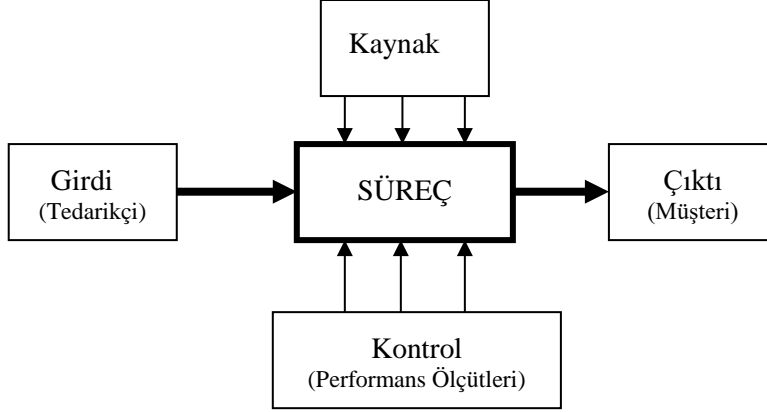 Kaynak
Girdi
(Tedarikçi)
SÜREÇ
Çıktı
(Müşteri)
Kontrol
(Performans Ölçütleri)